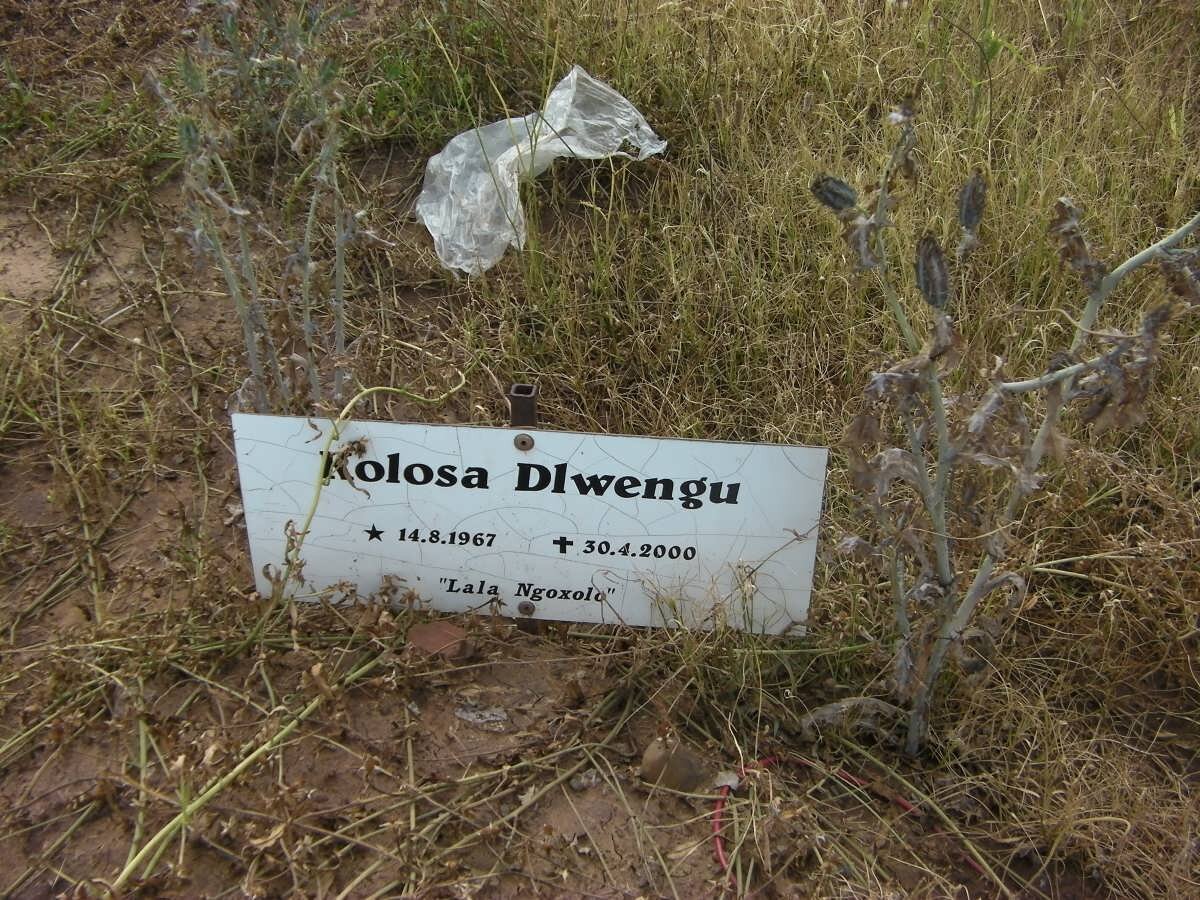 Kolosa Dlwengu
★ 14.8.1967 ✝ 30.4.2000
"Lala Ngoxolo"